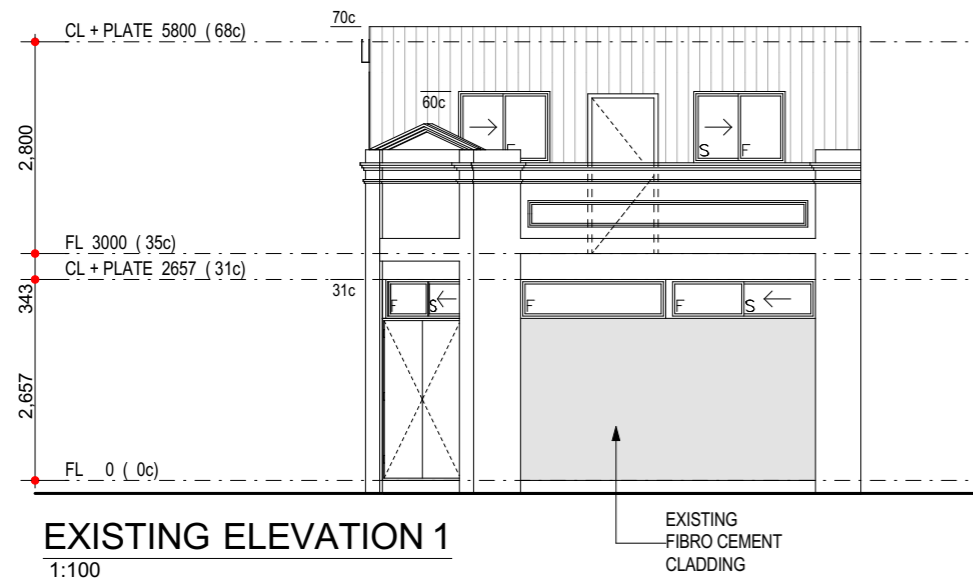 70c
CL + PLATE 5800 ( 68c)
60c
F
S F
2,800
FL 3000 ( 35c)
CL + PLATE 2657 ( 31c)
343
31c
F S
F
F S
2,657
FL 0 ( 0c)
EXISTING ELEVATION 1
1:100
EXISTING
FIBRO CEMENT
CLADDING